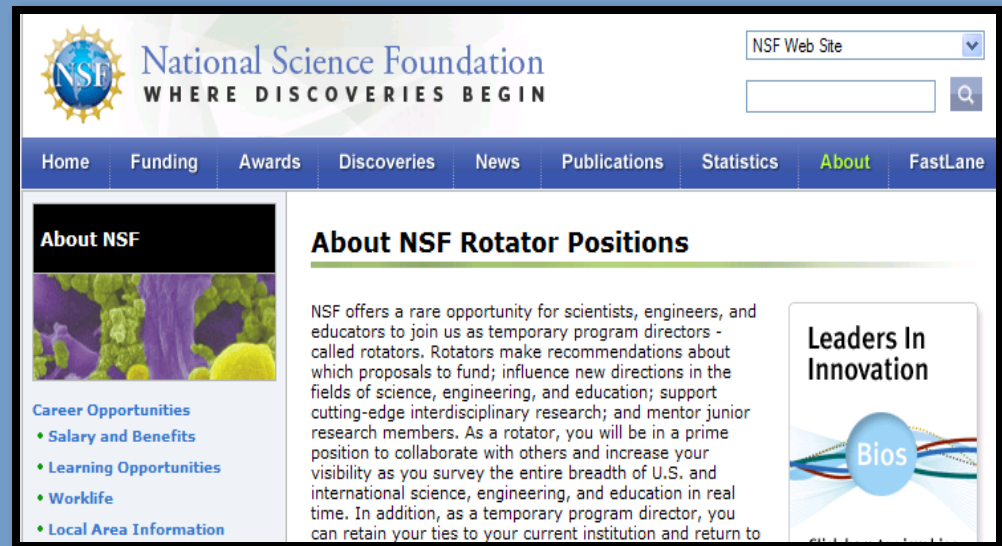 NSF
National Science Foundation
WHERE DISCOVERIES BEGIN
NSF Web Site
Home Funding Awards Discoveries News Publications Statistics About FastLane
About NSF
Career Opportunities
• Salary and Benefits
• Learning Opportunities
• Worklife
• Local Area Information
About NSF Rotator Positions
NSF offers a rare opportunity for scientists, engineers, and
educators to join us as temporary program directors -
called rotators. Rotators make recommendations about
which proposals to fund; influence new directions in the
fields of science, engineering, and education; support
cutting-edge interdisciplinary research; and mentor junior
research members. As a rotator, you will be in a prime
position to collaborate with others and increase your
visibility as you survey the entire breadth of U.S. and
international science, engineering, and education in real
time. In addition, as a temporary program director, you
can retain your ties to your current institution and return to
Leaders In
Innovation
Bios